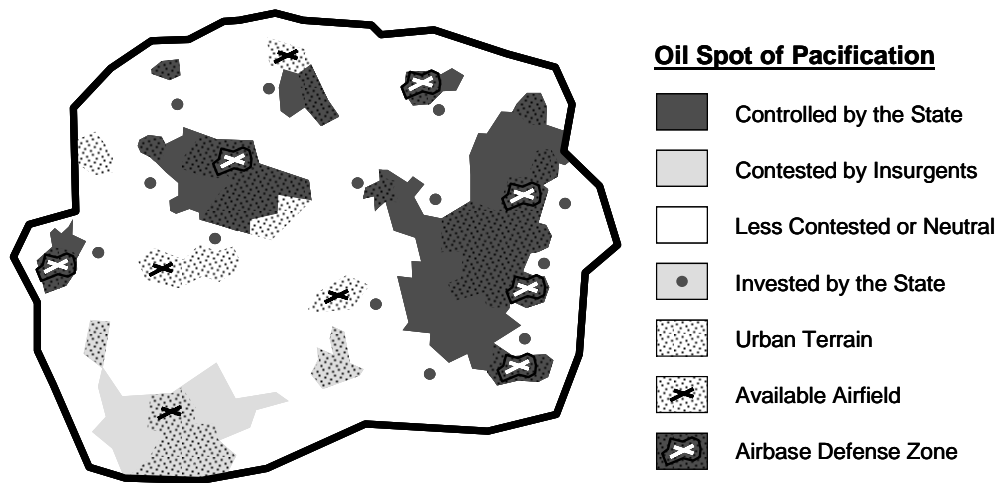 Oil Spot of Pacification
Controlled by the State
Contested by Insurgents
Less Contested or Neutral
Invested by the State
Urban Terrain
Available Airfield
Airbase Defense Zone